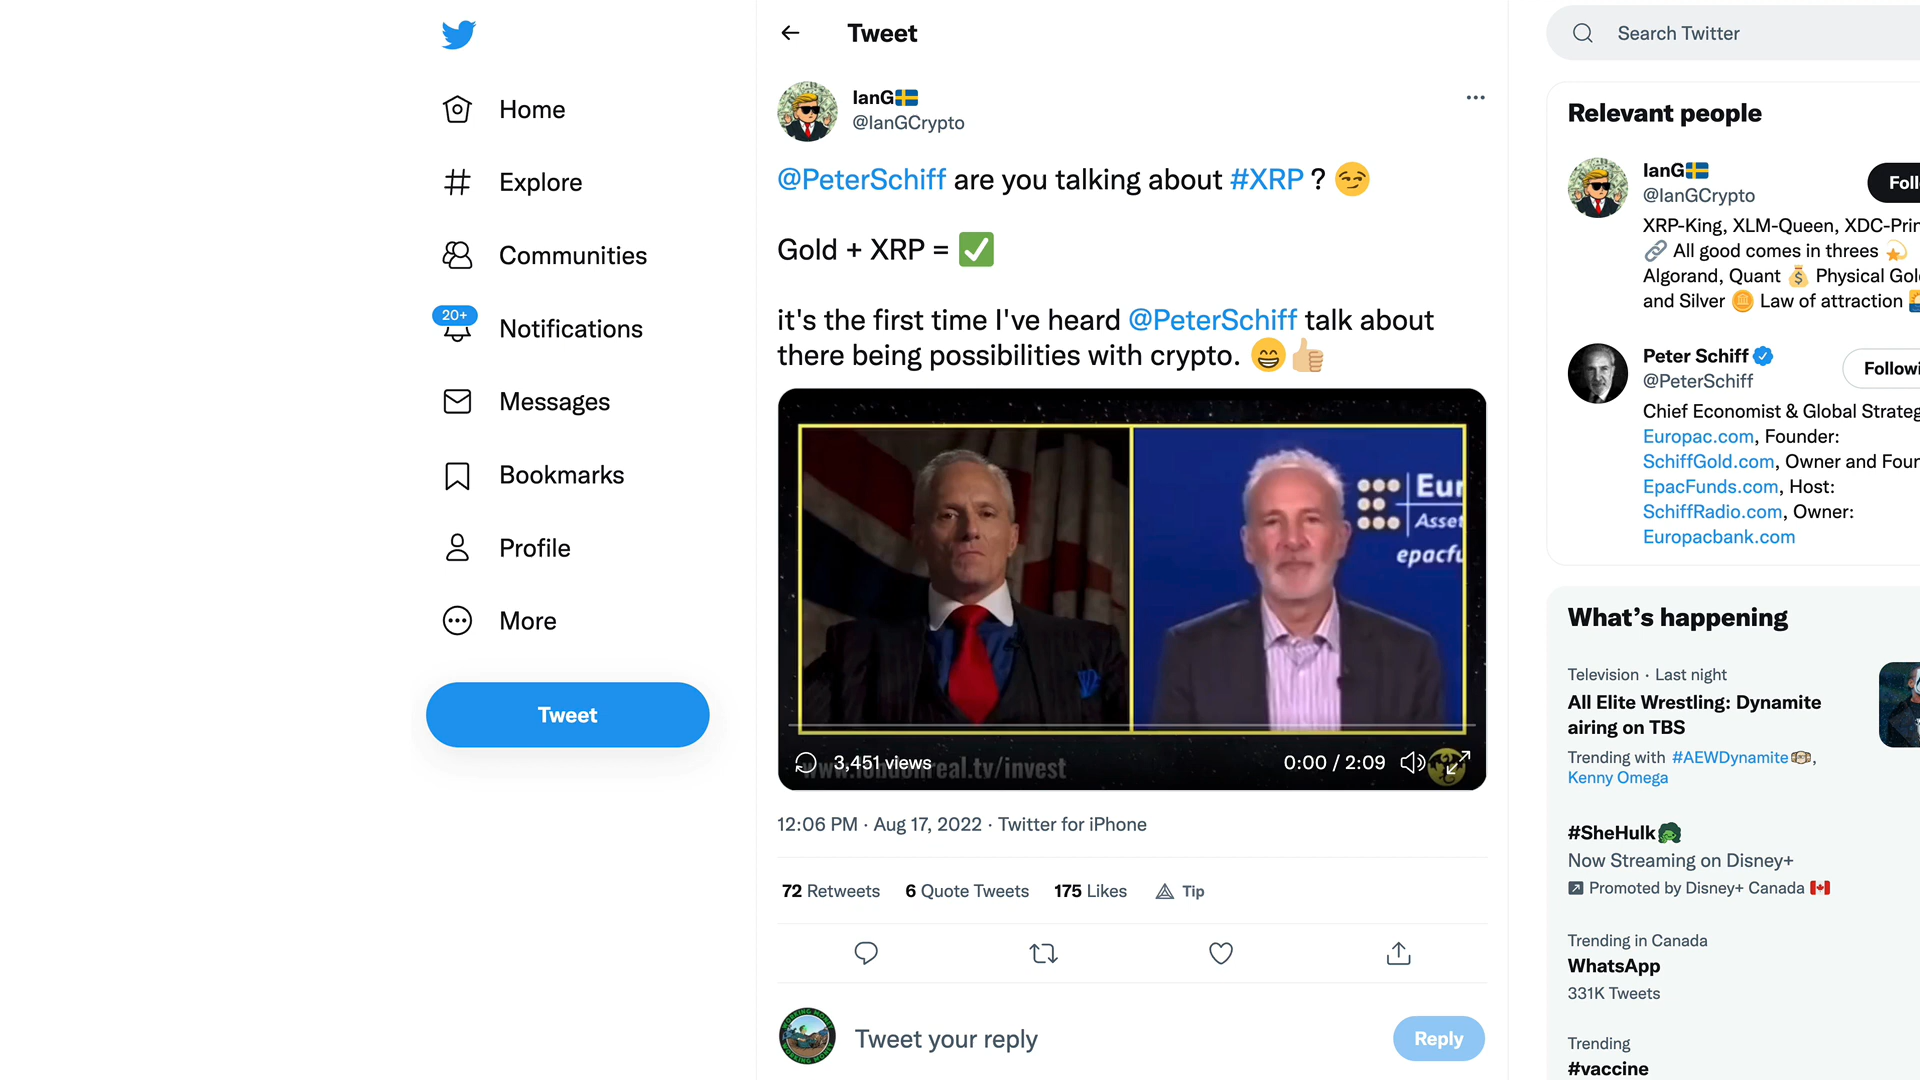 Home
Explore
Communities
20+
Notifications
Messages
Bookmarks
Profile
More
Tweet
Tweet
IanG
@IanGCrypto
@PeterSchiff are you talking about #XRP ?
Gold + XRP =
it's the first time I've heard @PeterSchiff talk about
there being possibilities with crypto.
Eur
Asset
epacfu
3,451 views
0:00 / 2:09
www.londonreal.tv/invest
12:06 PM · Aug 17, 2022 · Twitter for iPhone
72 Retweets 6 Quote Tweets 175 Likes Tip
Tweet your reply
Reply
Search Twitter
Relevant people
IanG
@IanGCrypto
Foll
XRP-King, XLM-Queen, XDC-Prin
All good comes in threes
Algorand, Quant Physical Gol
and Silver Law of attraction
Peter Schiff
@PeterSchiff
Followi
Chief Economist & Global Strateg
Europac.com, Founder:
SchiffGold.com, Owner and Foun
EpacFunds.com, Host:
SchiffRadio.com, Owner:
Europacbank.com
What's happening
Television · Last night
All Elite Wrestling: Dynamite
airing on TBS
Trending with #AEWDynamite,
Kenny Omega
#SheHulk
Now Streaming on Disney+
Promoted by Disney+ Canada
Trending in Canada
WhatsApp
331K Tweets
Trending
#vaccine